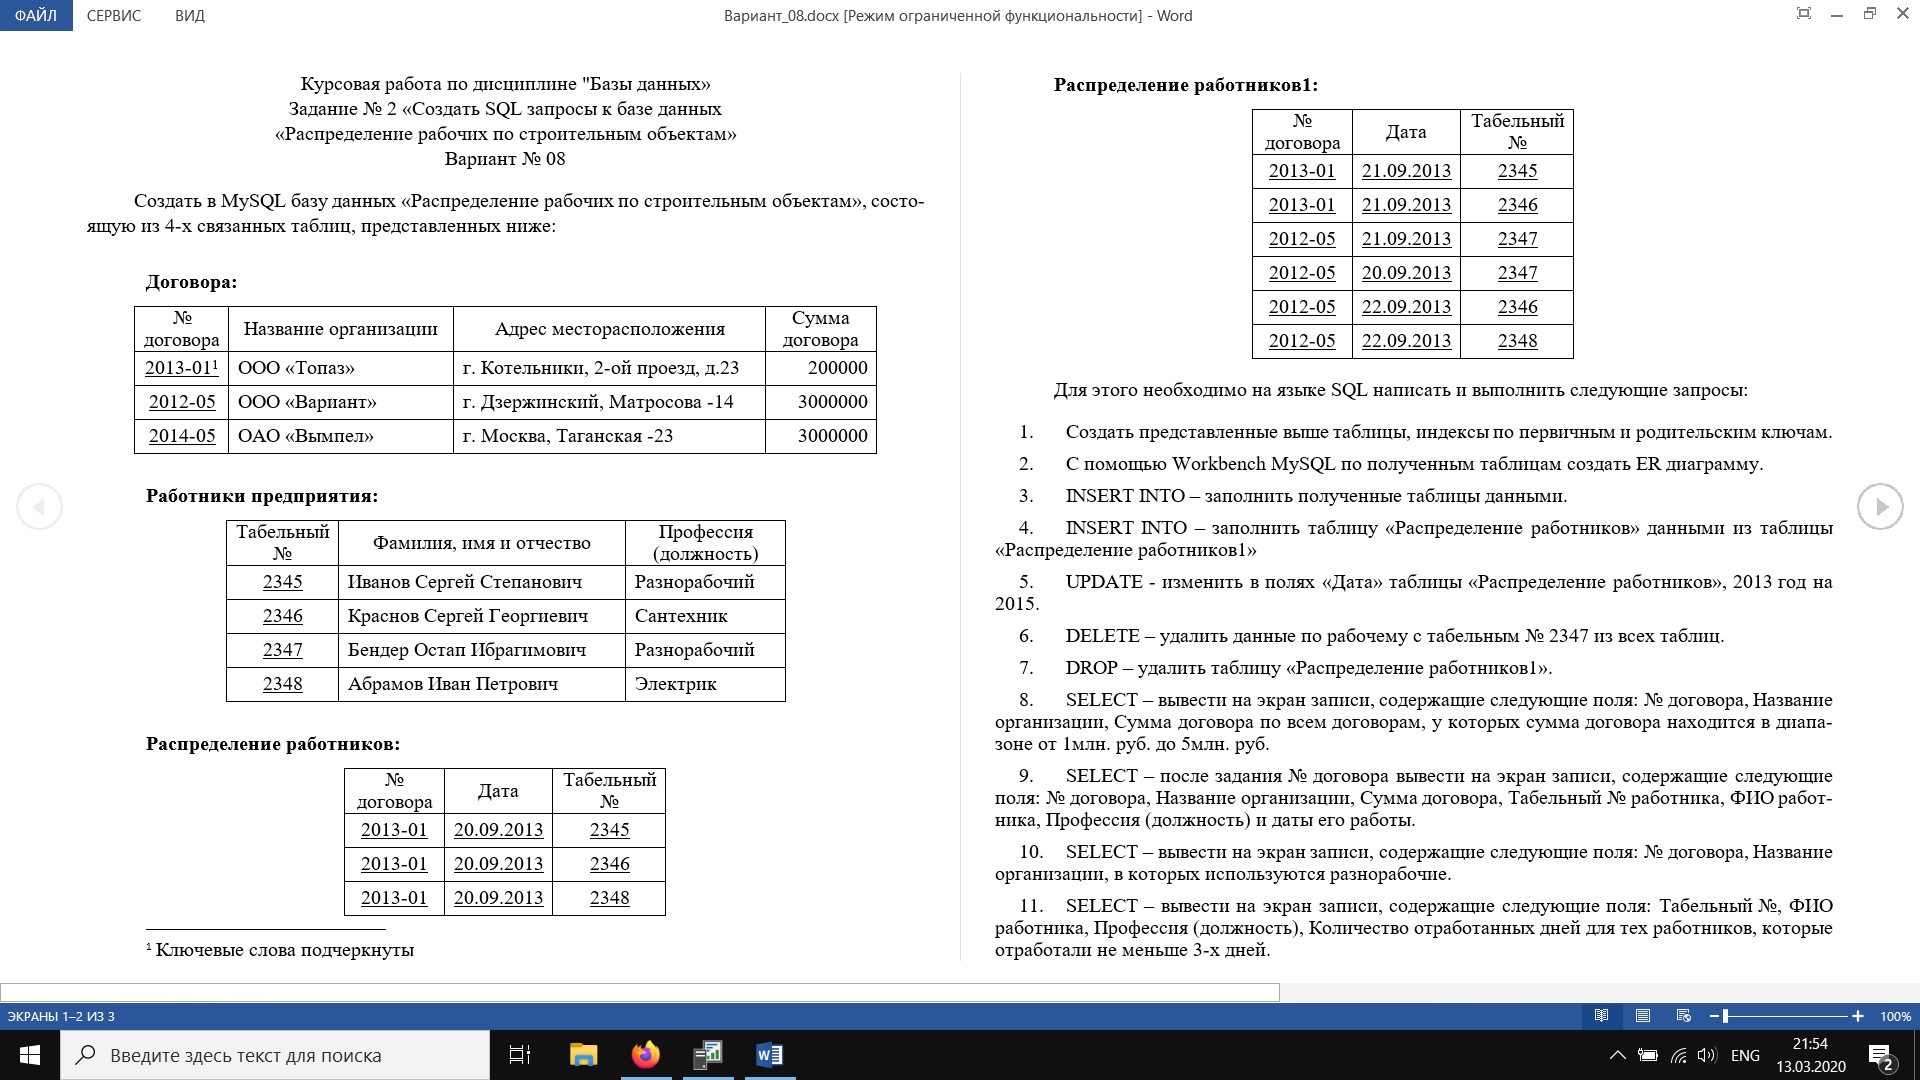 ФАЙЛ СЕРВИС ВИД Вариант_08.docx [Режим ограниченной функциональности] - Word
Курсовая работа по дисциплине "Базы данных»
Задание № 2 «Создать SQL запросы к базе данных
«Распределение рабочих по строительным объектам»
Вариант № 08
Создать в MySQL базу данных «Распределение рабочих по строительным объектам», состо-
ящую из 4-х связанных таблиц, представленных ниже:
Договора:
№ договора Название организации Адрес месторасположения Сумма договора
2013-01¹ ООО «Топаз» г. Котельники, 2-ой проезд, д.23 200000
2012-05 ООО «Вариант» г. Дзержинский, Матросова -14 3000000
2014-05 ОАО «Вымпел» г. Москва, Таганская -23 3000000
Работники предприятия:
Табельный № Фамилия, имя и отчество Профессия (должность)
2345 Иванов Сергей Степанович Разнорабочий
2346 Краснов Сергей Георгиевич Сантехник
2347 Бендер Остап Ибрагимович Разнорабочий
2348 Абрамов Иван Петрович Электрик
Распределение работников:
№ договора Дата Табельный №
2013-01 20.09.2013 2345
2013-01 20.09.2013 2346
2013-01 20.09.2013 2348
¹ Ключевые слова подчеркнуты
Распределение работников1:
№ договора Дата Табельный №
2013-01 21.09.2013 2345
2013-01 21.09.2013 2346
2012-05 21.09.2013 2347
2012-05 20.09.2013 2347
2012-05 22.09.2013 2346
2012-05 22.09.2013 2348
Для этого необходимо на языке SQL написать и выполнить следующие запросы:
1. Создать представленные выше таблицы, индексы по первичным и родительским ключам.
2. С помощью Workbench MySQL по полученным таблицам создать ER диаграмму.
3. INSERT INTO – заполнить полученные таблицы данными.
4. INSERT INTO – заполнить таблицу «Распределение работников» данными из таблицы
«Распределение работников1»
5. UPDATE - изменить в полях «Дата» таблицы «Распределение работников», 2013 год на
2015.
6. DELETE – удалить данные по рабочему с табельным № 2347 из всех таблиц.
7. DROP – удалить таблицу «Распределение работников1».
8. SELECT – вывести на экран записи, содержащие следующие поля: № договора, Название
организации, Сумма договора по всем договорам, у которых сумма договора находится в диапа-
зоне от 1млн. руб. до 5млн. руб.
9. SELECT – после задания № договора вывести на экран записи, содержащие следующие
поля: № договора, Название организации, Сумма договора, Табельный № работника, ФИО работ-
ника, Профессия (должность) и даты его работы.
10. SELECT – вывести на экран записи, содержащие следующие поля: № договора, Название
организации, в которых используются разнорабочие.
11. SELECT – вывести на экран записи, содержащие следующие поля: Табельный №, ФИО
работника, Профессия (должность), Количество отработанных дней для тех работников, которые
отработали не меньше 3-х дней.
ЭКРАНЫ 1–2 ИЗ 3 100%
Введите здесь текст для поиска ENG 21:54
13.03.2020 2